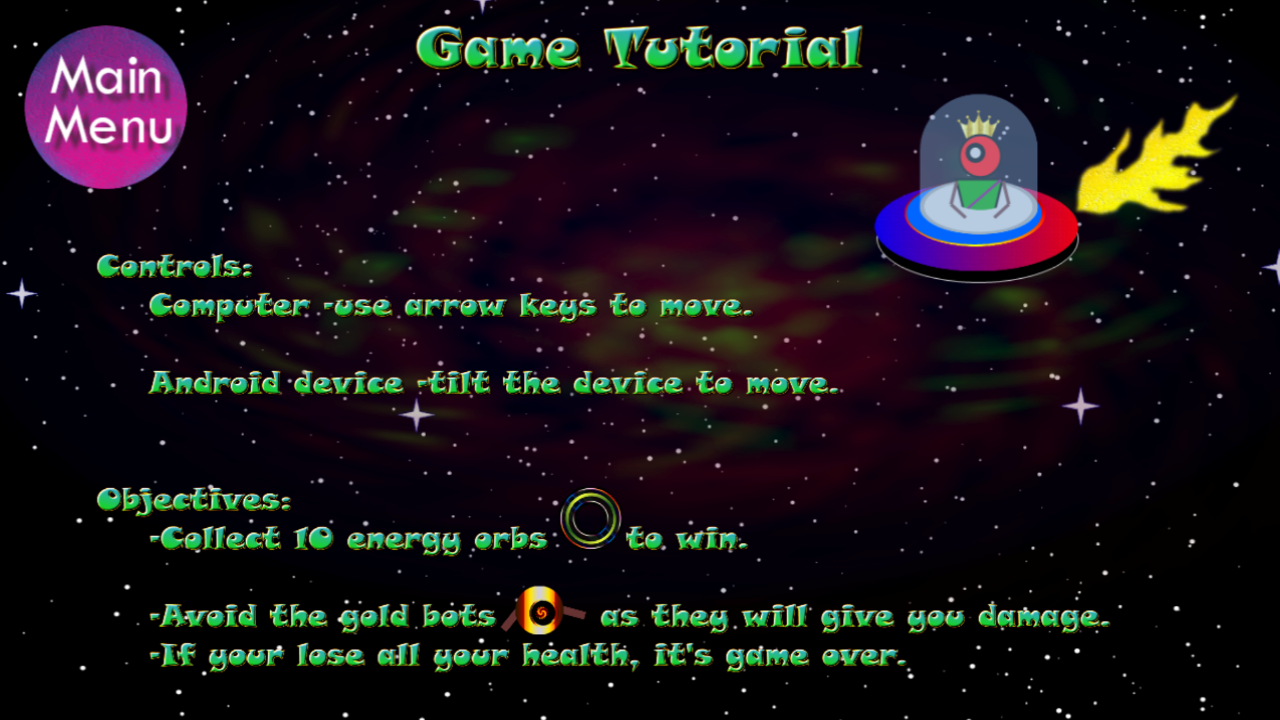 Game Tutorial
Main
Menu
Controls:
Computer -use arrow keys to move.
Android device -tilt the device to move.
Objectives:
-Collect 10 energy orbs to win.
-Avoid the gold bots as they will give you damage.
-If your lose all your health, it's game over.